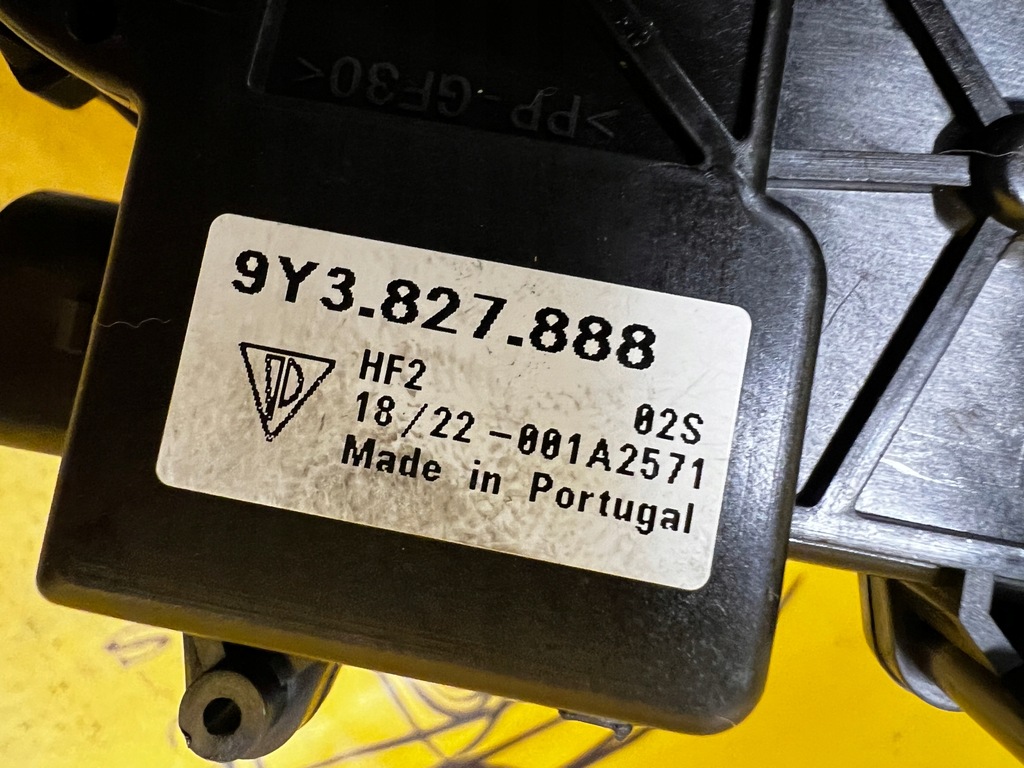 >PP-GF30<
9Y3.827.888
HF2
02S
18/22-001A2571
Made in Portugal